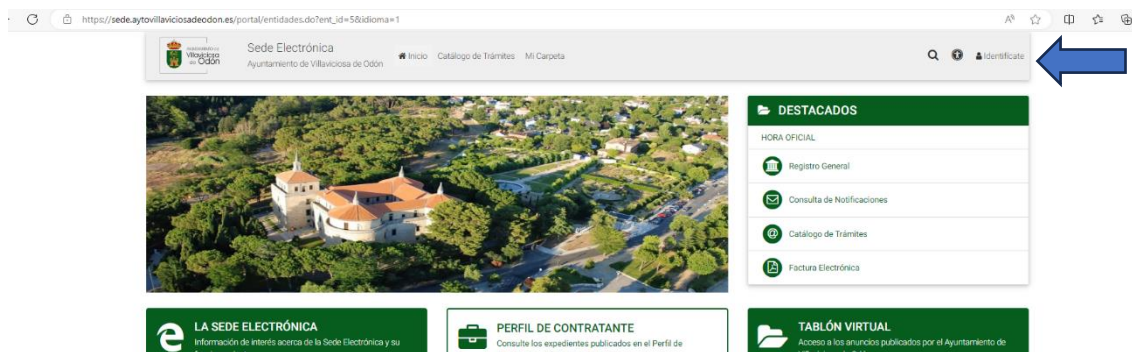 https://sede.aytovillaviciosadeodon.es/portal/entidades.do?ent_id=5&idioma=1
Villaviciosa
de Odón
Sede Electrónica
Ayuntamiento de Villaviciosa de Odón
Inicio Catálogo de Trámites Mi Carpeta
Identifícate
DESTACADOS
HORA OFICIAL
Registro General
Consulta de Notificaciones
Catálogo de Trámites
Factura Electrónica
LA SEDE ELECTRÓNICA
Información de interés acerca de la Sede Electrónica y su
PERFIL DE CONTRATANTE
Consulte los expedientes publicados en el Perfil de
TABLÓN VIRTUAL
Acceso a los anuncios publicados por el Ayuntamiento de